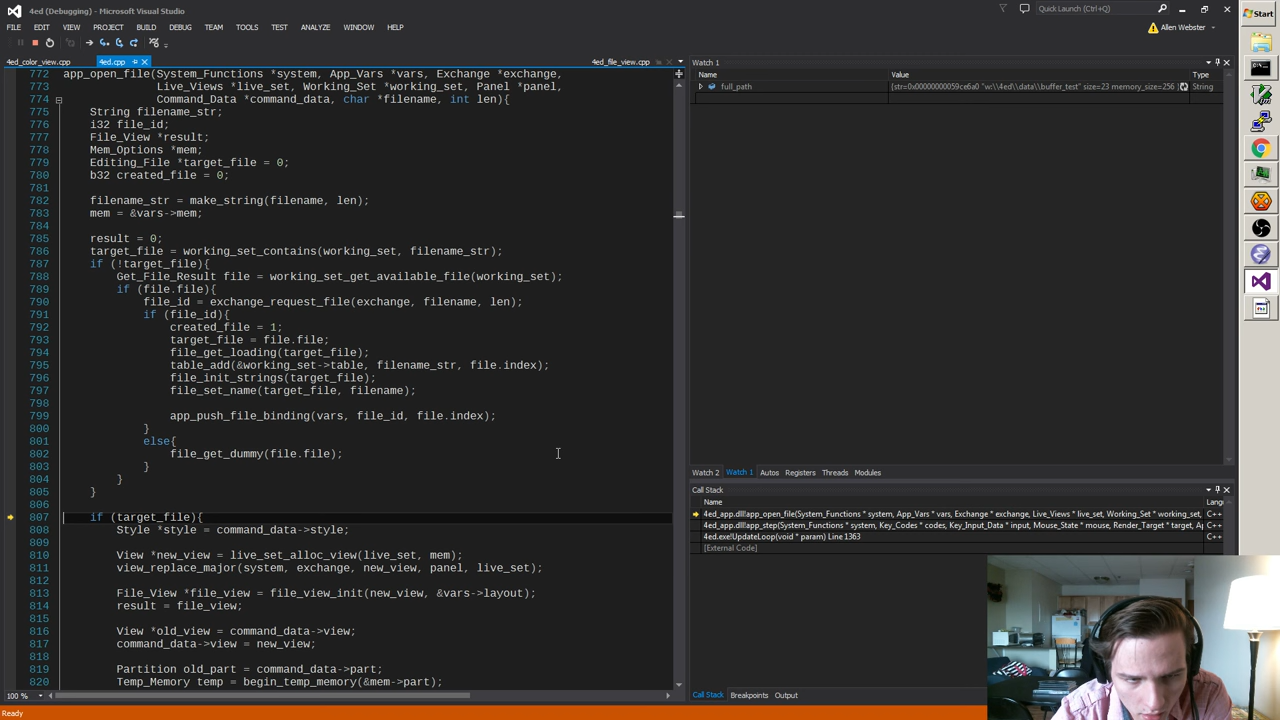 4ed (Debugging) - Microsoft Visual Studio
Quick Launch (Ctrl+Q)
Start
FILE EDIT VIEW PROJECT BUILD DEBUG TEAM TOOLS TEST ANALYZE WINDOW HELP
Allen Webster
4ed_color_view.cpp 4ed.cpp 4ed_file_view.cpp
Watch 1
Name Value Type
full_path {str=0x00000000059ce6a0 "w:\\4ed\\data\\buffer_test" size=23 memory_size=256 } String
772 app_open_file(System_Functions *system, App_Vars *vars, Exchange *exchange,
773 Live_Views *live_set, Working_Set *working_set, Panel *panel,
774 Command_Data *command_data, char *filename, int len){
775 String filename_str;
776 i32 file_id;
777 File_View *result;
778 Mem_Options *mem;
779 Editing_File *target_file = 0;
780 b32 created_file = 0;
781
782 filename_str = make_string(filename, len);
783 mem = &vars->mem;
784
785 result = 0;
786 target_file = working_set_contains(working_set, filename_str);
787 if (!target_file){
788 Get_File_Result file = working_set_get_available_file(working_set);
789 if (file.file){
790 file_id = exchange_request_file(exchange, filename, len);
791 if (file_id){
792 created_file = 1;
793 target_file = file.file;
794 file_get_loading(target_file);
795 table_add(&working_set->table, filename_str, file.index);
796 file_init_strings(target_file);
797 file_set_name(target_file, filename);
798
799 app_push_file_binding(vars, file_id, file.index);
800 }
801 else{
802 file_get_dummy(file.file);
803 }
804 }
805 }
806
807 if (target_file){
808 Style *style = command_data->style;
809
810 View *new_view = live_set_alloc_view(live_set, mem);
811 view_replace_major(system, exchange, new_view, panel, live_set);
812
813 File_View *file_view = file_view_init(new_view, &vars->layout);
814 result = file_view;
815
816 View *old_view = command_data->view;
817 command_data->view = new_view;
818
819 Partition old_part = command_data->part;
820 Temp_Memory temp = begin_temp_memory(&mem->part);
Watch 2 Watch 1 Autos Registers Threads Modules
Call Stack
Name
4ed_app.dll!app_open_file(System_Functions * system, App_Vars * vars, Exchange * exchange, Live_Views * live_set, Working_Set * working_set, C++
4ed_app.dll!app_step(System_Functions * system, Key_Codes * codes, Key_Input_Data * input, Mouse_State * mouse, Render_Target * target, Ap C++
4ed.exe!UpdateLoop(void * param) Line 1363 C++
[External Code]
100 %
Call Stack Breakpoints Output
Ready